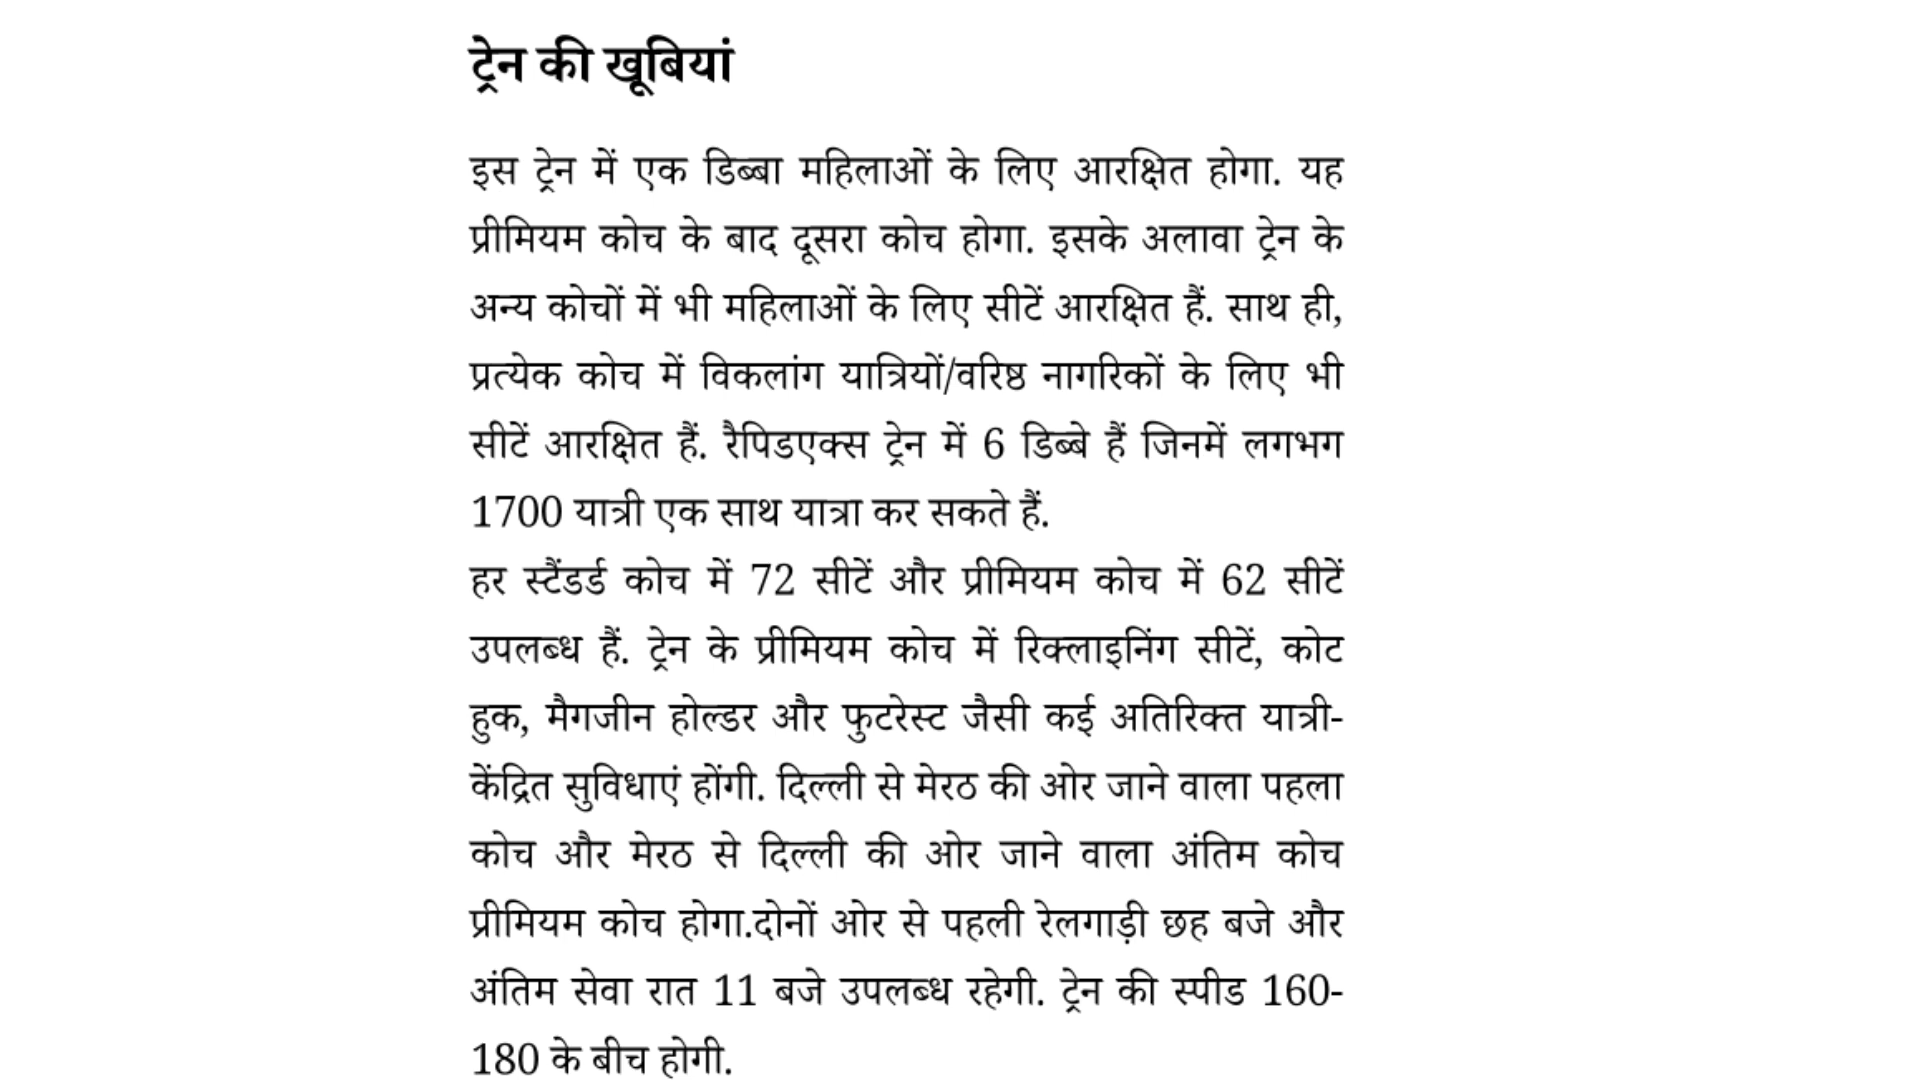 ट्रेन की खूबियां
इस ट्रेन में एक डिब्बा महिलाओं के लिए आरक्षित होगा. यह
प्रीमियम कोच के बाद दूसरा कोच होगा. इसके अलावा ट्रेन के
अन्य कोचों में भी महिलाओं के लिए सीटें आरक्षित हैं. साथ ही,
प्रत्येक कोच में विकलांग यात्रियों/वरिष्ठ नागरिकों के लिए भी
सीटें आरक्षित हैं. रैपिडएक्स ट्रेन में 6 डिब्बे हैं जिनमें लगभग
1700 यात्री एक साथ यात्रा कर सकते हैं.
हर स्टैंडर्ड कोच में 72 सीटें और प्रीमियम कोच में 62 सीटें
उपलब्ध हैं. ट्रेन के प्रीमियम कोच में रिक्लाइनिंग सीटें, कोट
हुक, मैगजीन होल्डर और फुटरेस्ट जैसी कई अतिरिक्त यात्री-
केंद्रित सुविधाएं होंगी. दिल्ली से मेरठ की ओर जाने वाला पहला
कोच और मेरठ से दिल्ली की ओर जाने वाला अंतिम कोच
प्रीमियम कोच होगा.दोनों ओर से पहली रेलगाड़ी छह बजे और
अंतिम सेवा रात 11 बजे उपलब्ध रहेगी. ट्रेन की स्पीड 160-
180 के बीच होगी.